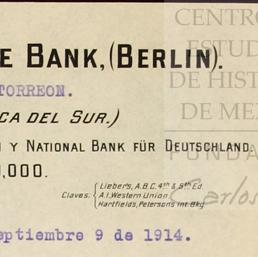 CENTRO
ESTUD
DE HIST
DE ME
E BANK, (BERLIN).
TORREON.
CA DEL SUR.)
Y NATIONAL BANK FÜR DEUTSCHLAND.
,000.
FUNDA
Carlos
Claves: Lieber's, A.B.C. 4th & 5th Ed.
A.I. Western Union,
Hartfields, Petersons Int. Bkg
eptiembre 9 de 1914.